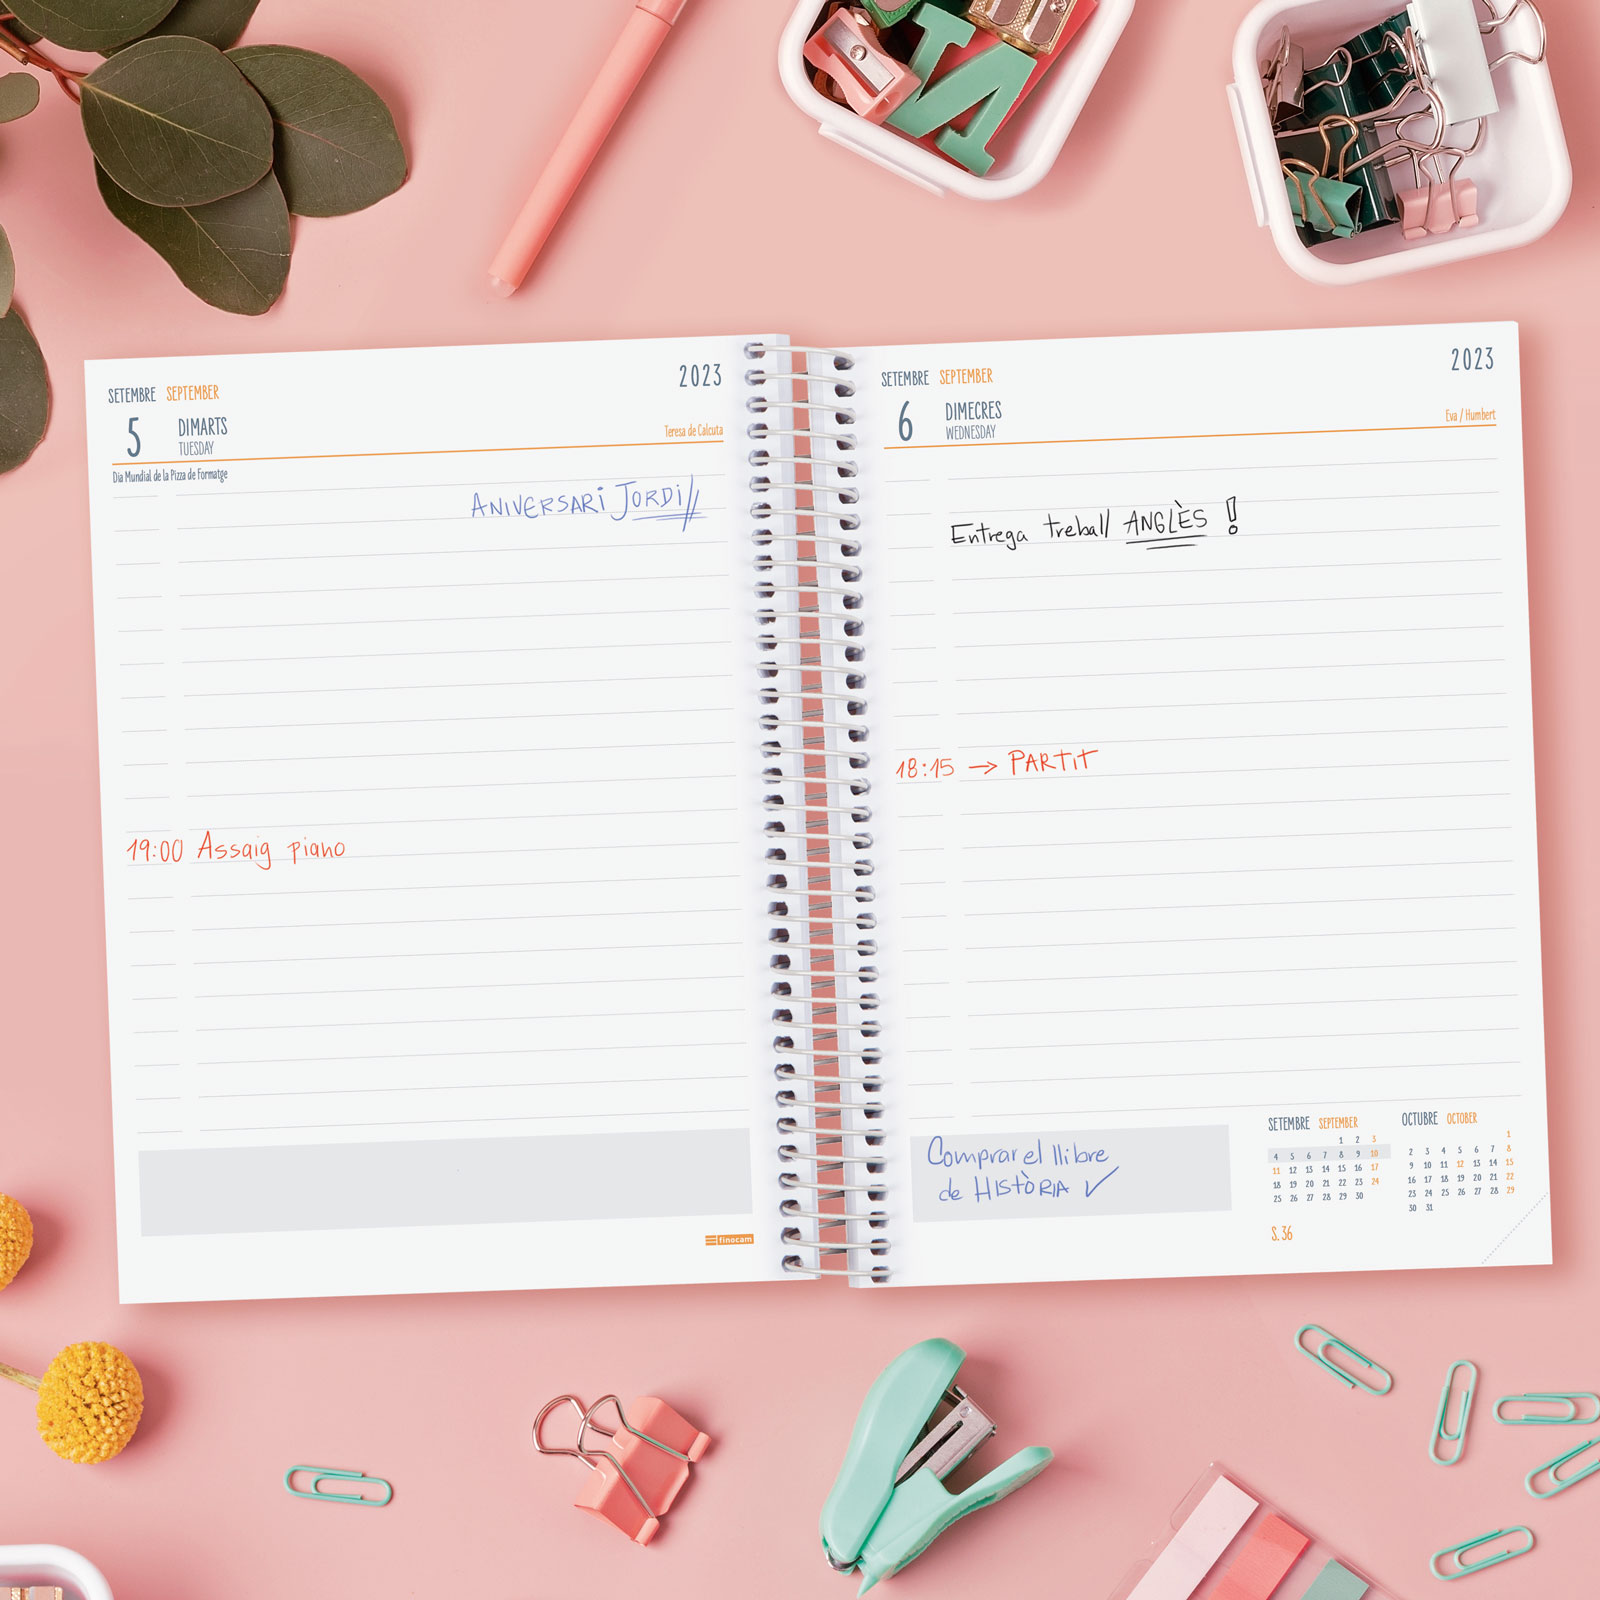 SETEMBRE SEPTEMBER 2023
5 DIMARTS
TUESDAY
Teresa de Calcuta
Dia Mundial de la Pizza de Formatge
ANIVERSARI JORDI
19:00 Assaig piano
finocam
SETEMBRE SEPTEMBER 2023
6 DIMECRES
WEDNESDAY
Eva / Humbert
Entrega treball ANGLÈS !
18:15 → PARTIT
Comprar el llibre
de HISTÒRIA ✓
SETEMBRE SEPTEMBER
1 2 3
4 5 6 7 8 9 10
11 12 13 14 15 16 17
18 19 20 21 22 23 24
25 26 27 28 29 30
S. 36
OCTUBRE OCTOBER
1
2 3 4 5 6 7 8
9 10 11 12 13 14 15
16 17 18 19 20 21 22
23 24 25 26 27 28 29
30 31